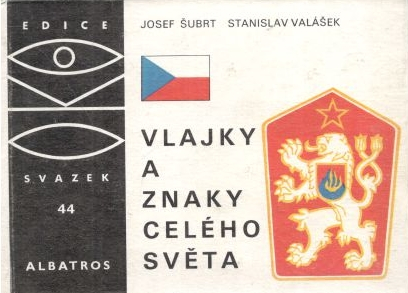 EDICE
SVAZEK
44
ALBATROS
JOSEF ŠUBRT STANISLAV VALÁŠEK
VLAJKY
A
ZNAKY
CELÉHO
SVĚTA